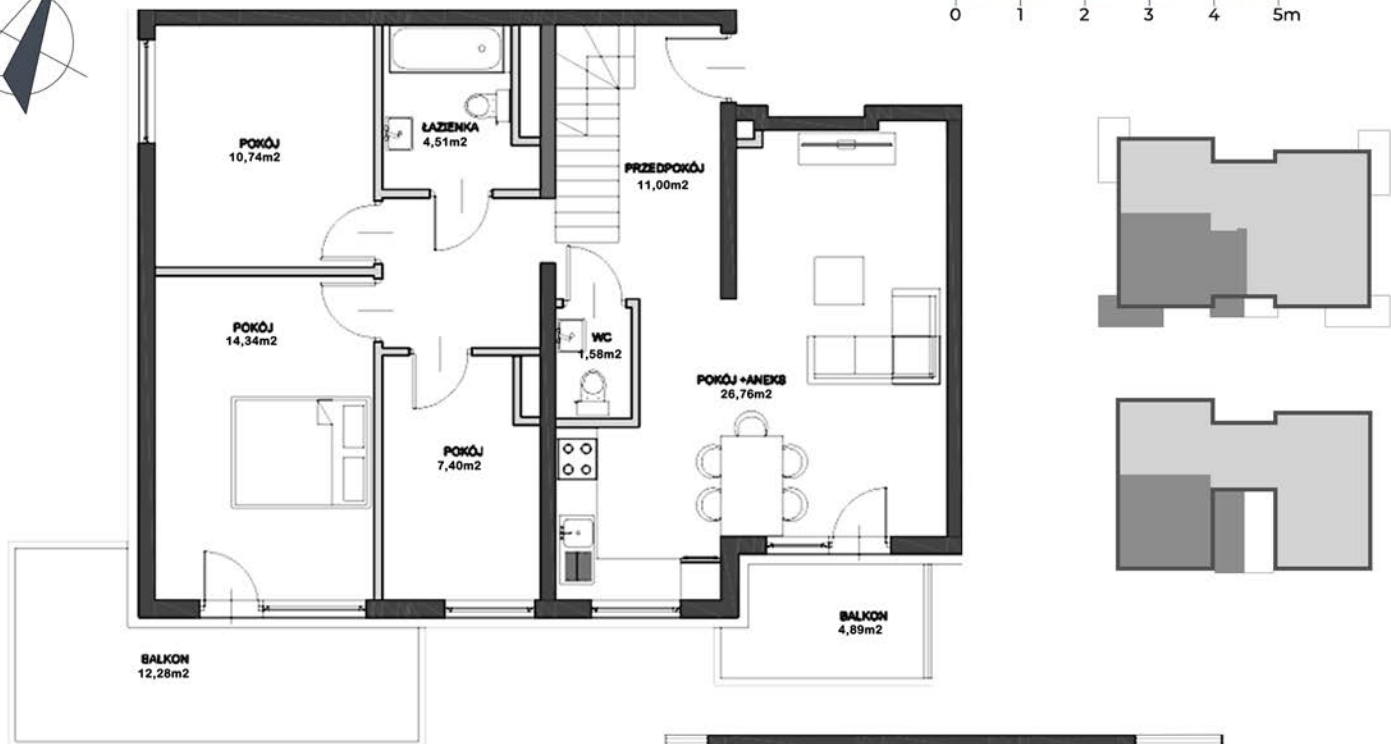 0 1 2 3 4 5m
POKÓJ
10,74m2
ŁAZIENKA
4,51m2
PRZEDPOKÓJ
11,00m2
POKÓJ
14,34m2
WC
1,58m2
POKÓJ +ANEKS
26,76m2
POKÓJ
7,40m2
BALKON
4,89m2
BALKON
12,28m2